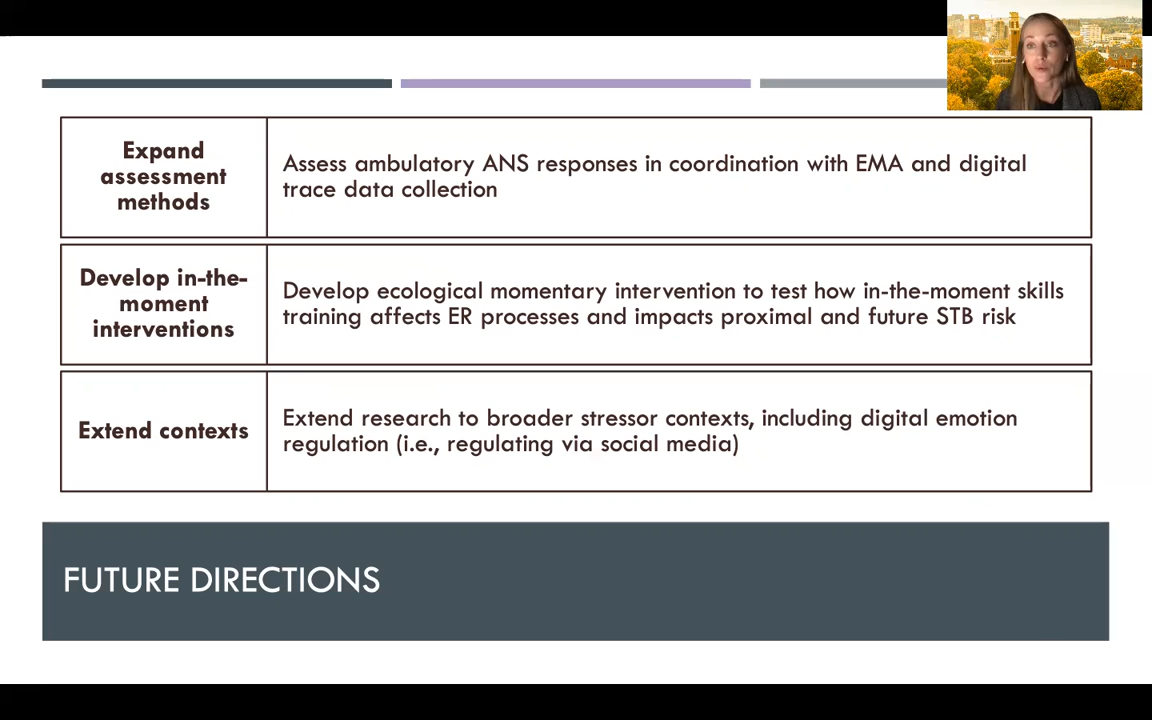 Expand
assessment
methods
Assess ambulatory ANS responses in coordination with EMA and digital
trace data collection
Develop in-the-
moment
interventions
Develop ecological momentary intervention to test how in-the-moment skills
training affects ER processes and impacts proximal and future STB risk
Extend contexts
Extend research to broader stressor contexts, including digital emotion
regulation (i.e., regulating via social media)
FUTURE DIRECTIONS